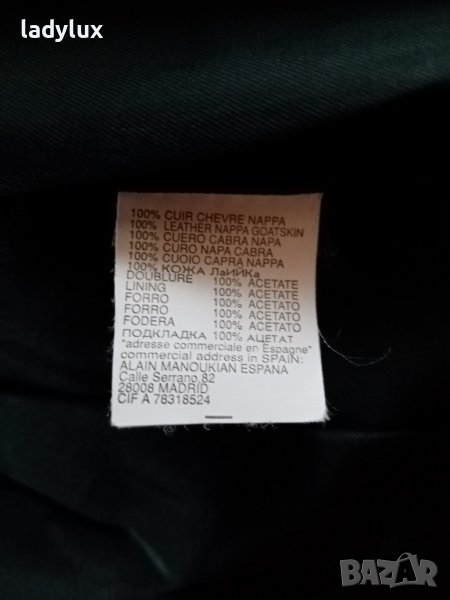 ladylux
100% CUIR CHEVRE NAPPA
100% LEATHER NAPPA GOATSKIN
100% CUERO CABRA NAPA
100% CURO NAPA CABRA
100% CUOIO CAPRA NAPPA
100% КОЖА ЛаЙЙКа
DOUBLURE 100% ACETATE
LINING 100% ACETATE
FORRO 100% ACETATO
FORRO 100% ACETATO
FODERA 100% ACETATO
ПОДКЛАДКА 100% АЦЕТАТ
"adresse commerciale en Espagne"
commercial address in SPAIN:
ALAIN MANOUKIAN ESPANA
Calle Serrano,82
28008 MADRID
CIF A 78318524
BAZAR